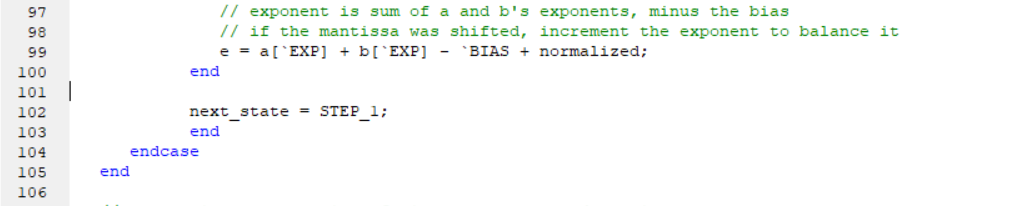 97 // exponent is sum of a and b's exponents, minus the bias
98 // if the mantissa was shifted, increment the exponent to balance it
99 e = a[`EXP] + b[`EXP] - `BIAS + normalized;
100 end
101
102 next_state = STEP_1;
103 end
104 endcase
105 end
106